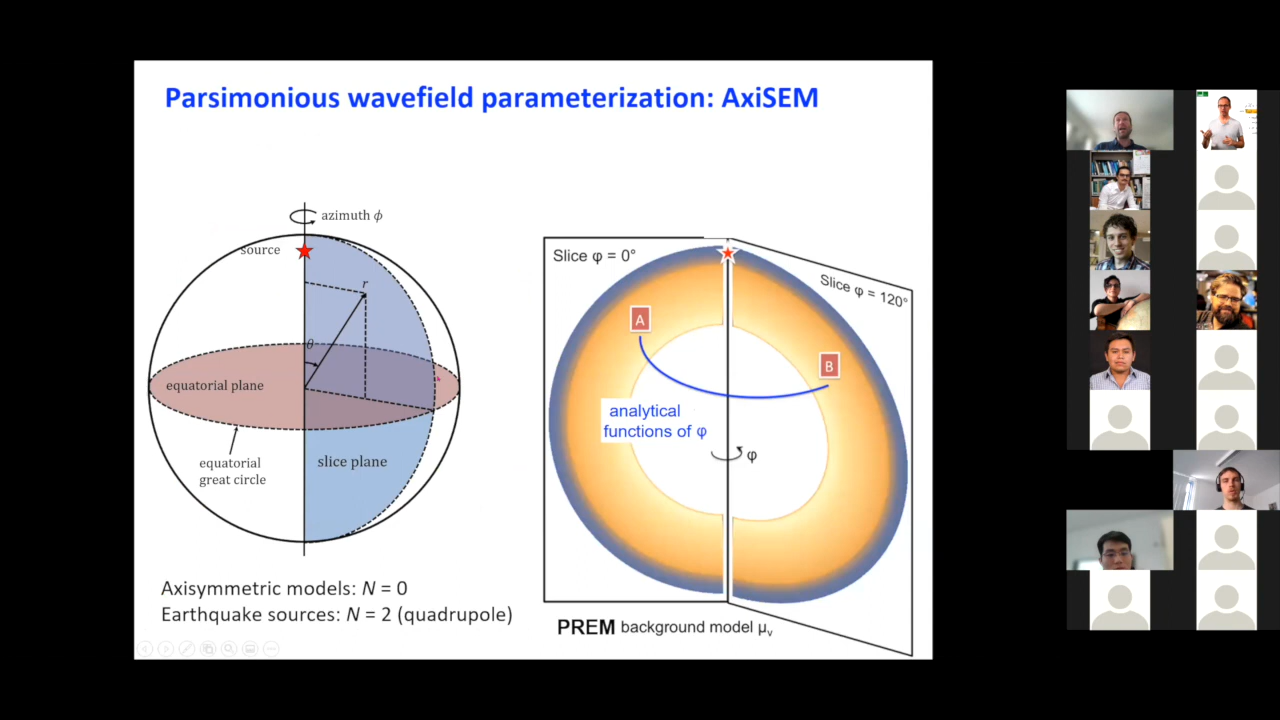 Parsimonious wavefield parameterization: AxiSEM
azimuth ϕ
source
r
θ
equatorial plane
equatorial
great circle
slice plane
Axisymmetric models: N = 0
Earthquake sources: N = 2 (quadrupole)
Slice φ = 0°
Slice φ = 120°
A
B
analytical
functions of φ
φ
PREM background model μᵥ